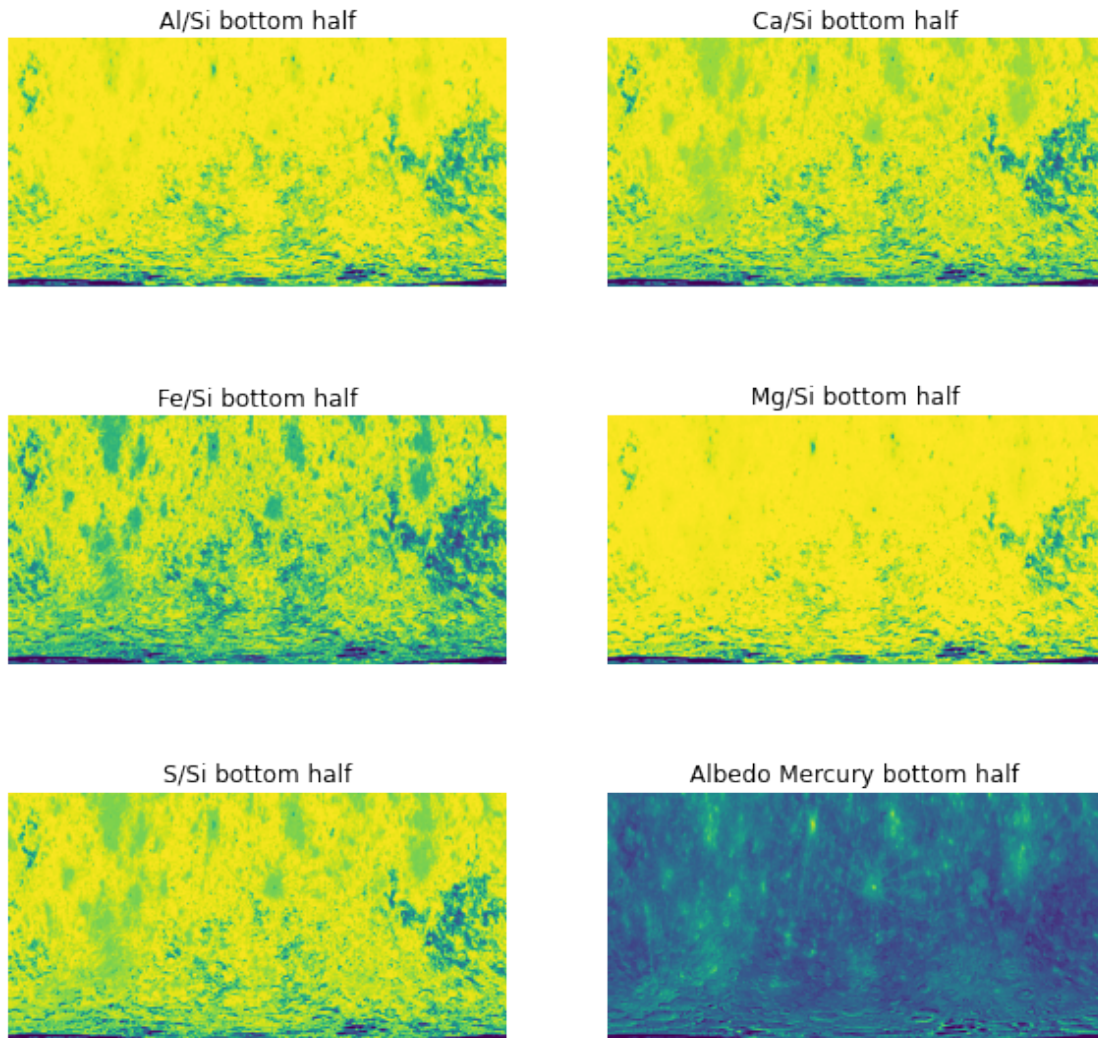 Al/Si bottom half
Ca/Si bottom half
Fe/Si bottom half
Mg/Si bottom half
S/Si bottom half
Albedo Mercury bottom half